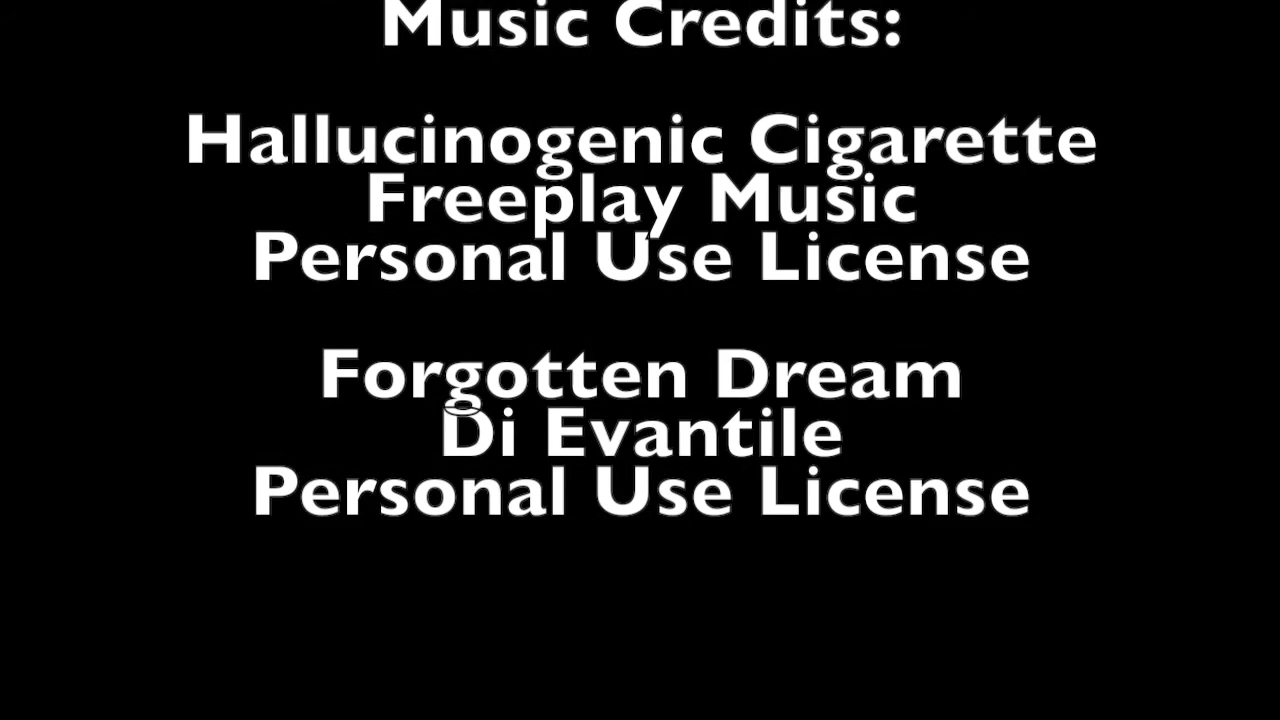 Music Credits:
Hallucinogenic Cigarette
Freeplay Music
Personal Use License
Forgotten Dream
Di Evantile
Personal Use License